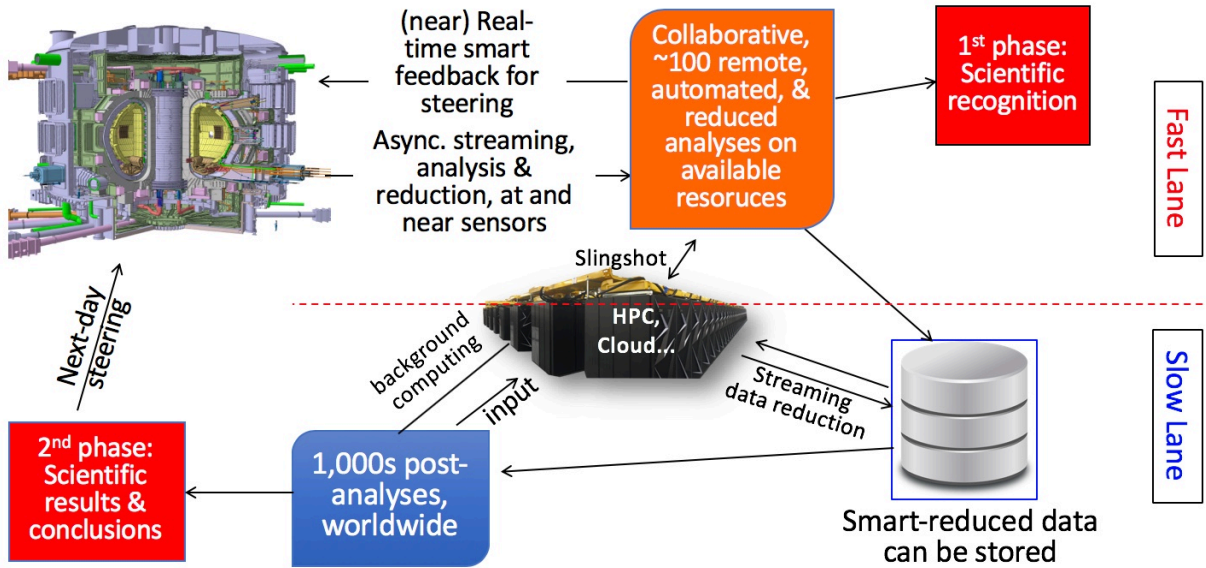 (near) Real-
time smart
feedback for
steering
Async. streaming,
analysis &
reduction, at and
near sensors
Collaborative,
~100 remote,
automated, &
reduced analyses on
available
resoruces
1st phase:
Scientific
recognition
Fast Lane
Slingshot
HPC,
Cloud...
Next-day
steering
background
computing
input
Streaming
data reduction
Slow Lane
2nd phase:
Scientific
results &
conclusions
1,000s post-
analyses,
worldwide
Smart-reduced data
can be stored